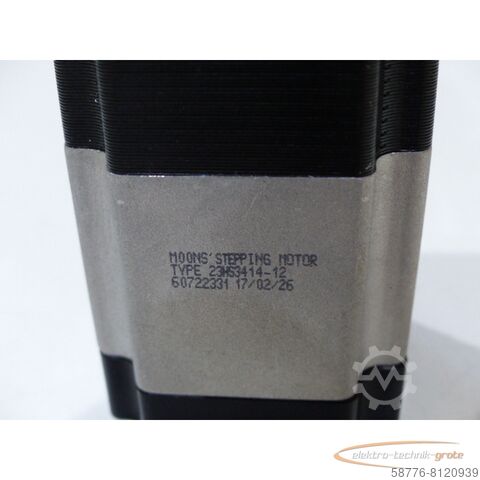 MOONS' STEPPING MOTOR
TYPE 23HS3414-12
60722331 17/02/26
elektro-technik-grote
58776-8120939